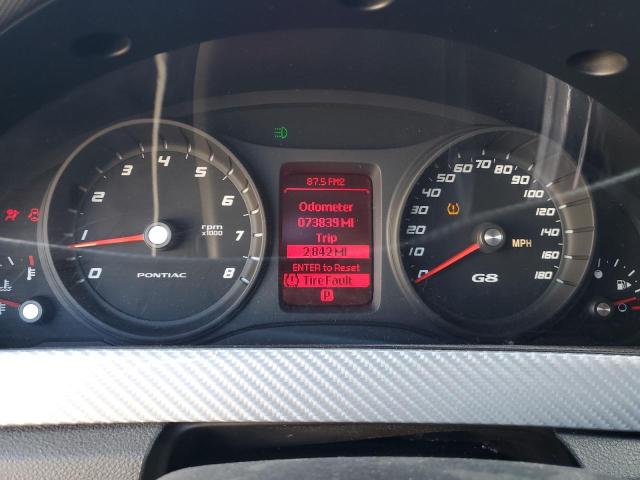 87.5 FM2
Odometer
073839 MI
Trip
2842 MI
ENTER to Reset
Tire Fault
P
0 1 2 3 4 5 6 7 8
rpm
x1000
PONTIAC
0 10 20 30 40 50 60 70 80 90 100 120 140 160 180
MPH
G8